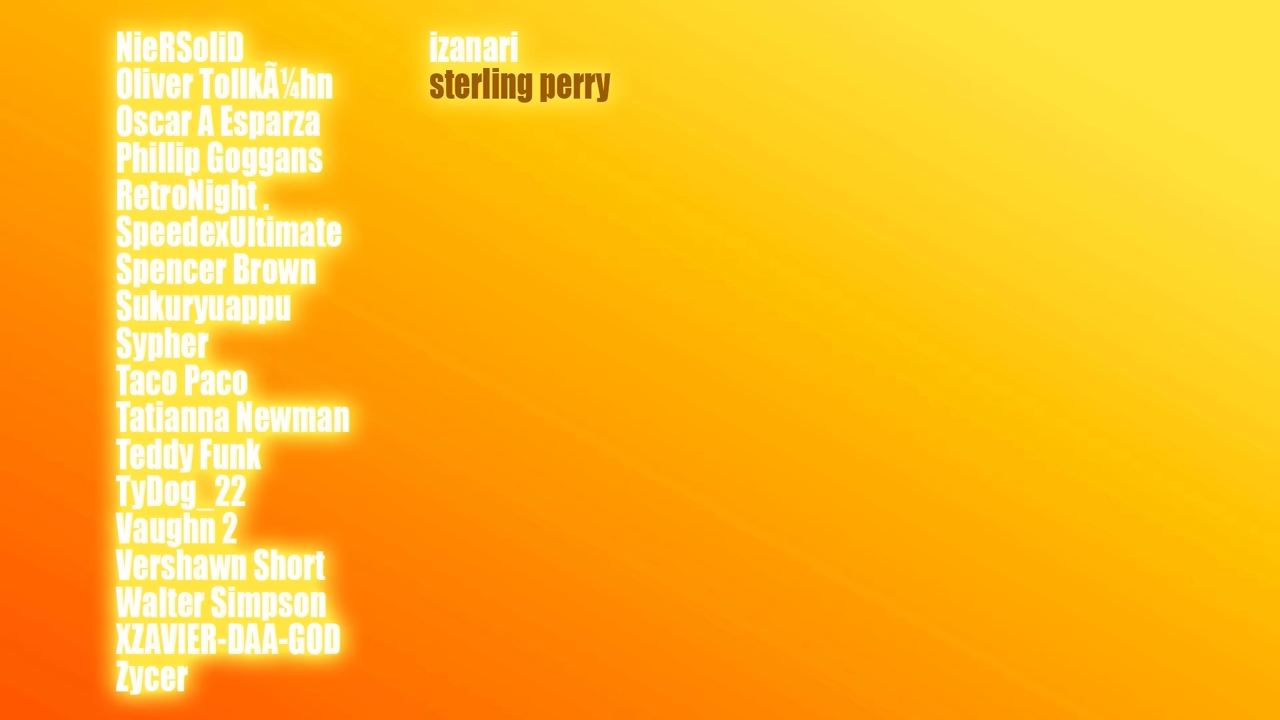 NieRSoliD
Oliver TollkÃ¼hn
Oscar A Esparza
Phillip Goggans
RetroNight .
SpeedexUltimate
Spencer Brown
Sukuryuappu
Sypher
Taco Paco
Tatianna Newman
Teddy Funk
TyDog_22
Vaughn 2
Vershawn Short
Walter Simpson
XZAVIER-DAA-GOD
Zycer
izanari
sterling perry